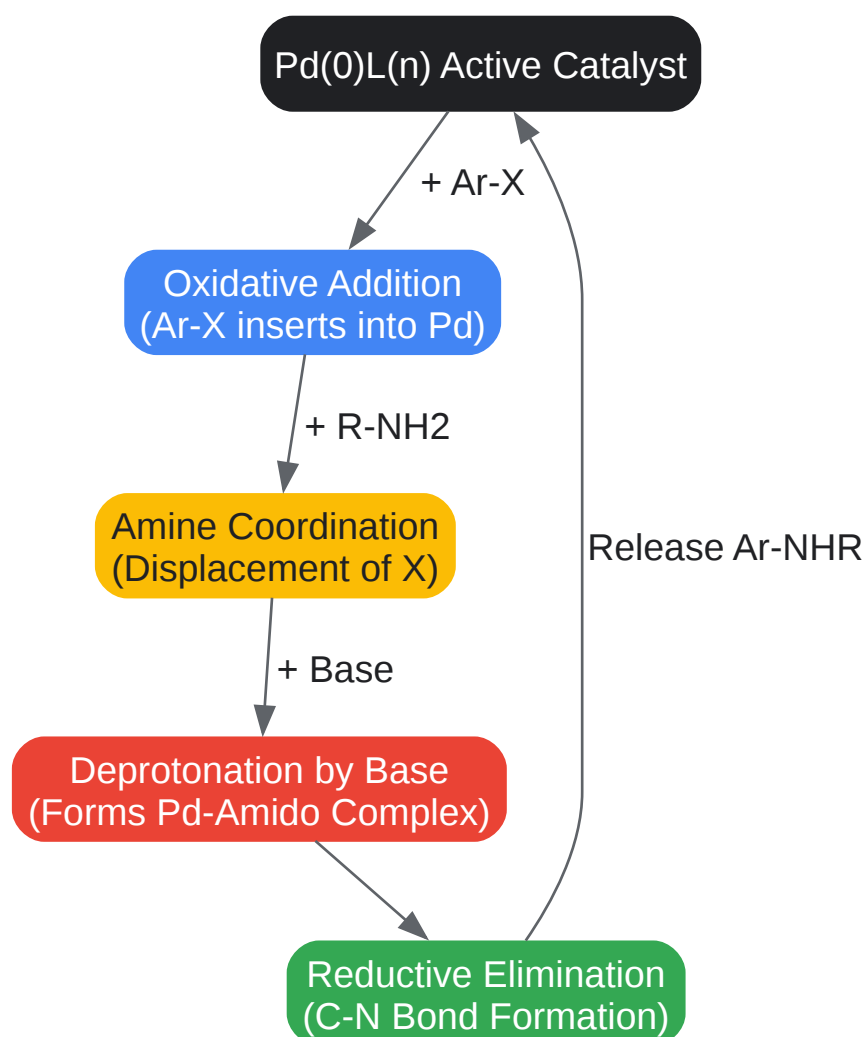 Pd(0)L(n) Active Catalyst
+ Ar-X
Oxidative Addition
(Ar-X inserts into Pd)
+ R-NH2
Amine Coordination
(Displacement of X)
Release Ar-NHR
+ Base
Deprotonation by Base
(Forms Pd-Amido Complex)
Reductive Elimination
(C-N Bond Formation)